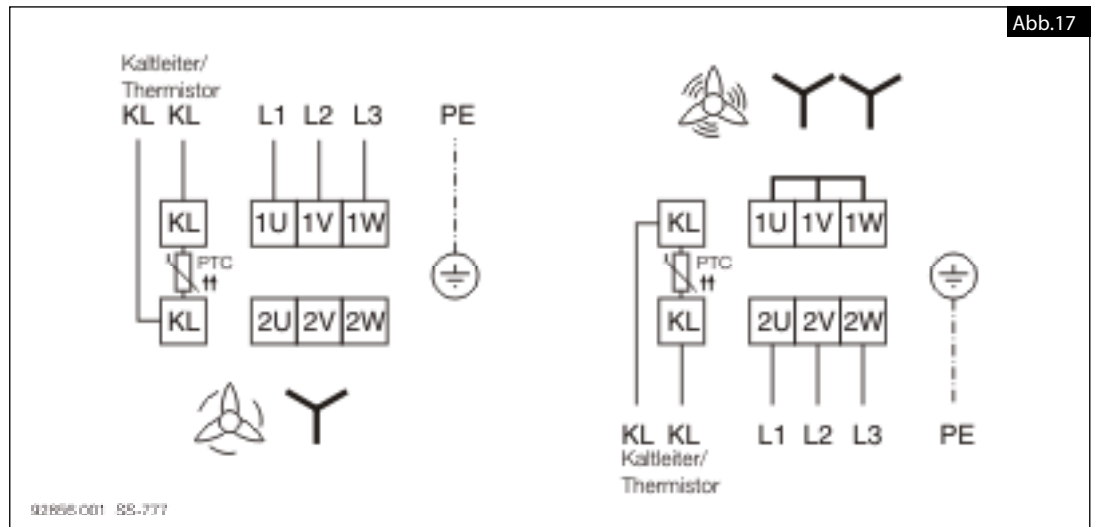 Abb.17
Kaltleiter/
Thermistor
KL KL L1 L2 L3 PE
KL 1U 1V 1W
PTC
KL 2U 2V 2W
KL 1U 1V 1W
PTC
KL 2U 2V 2W
KL KL L1 L2 L3 PE
Kaltleiter/
Thermistor
92856.001 SS-777